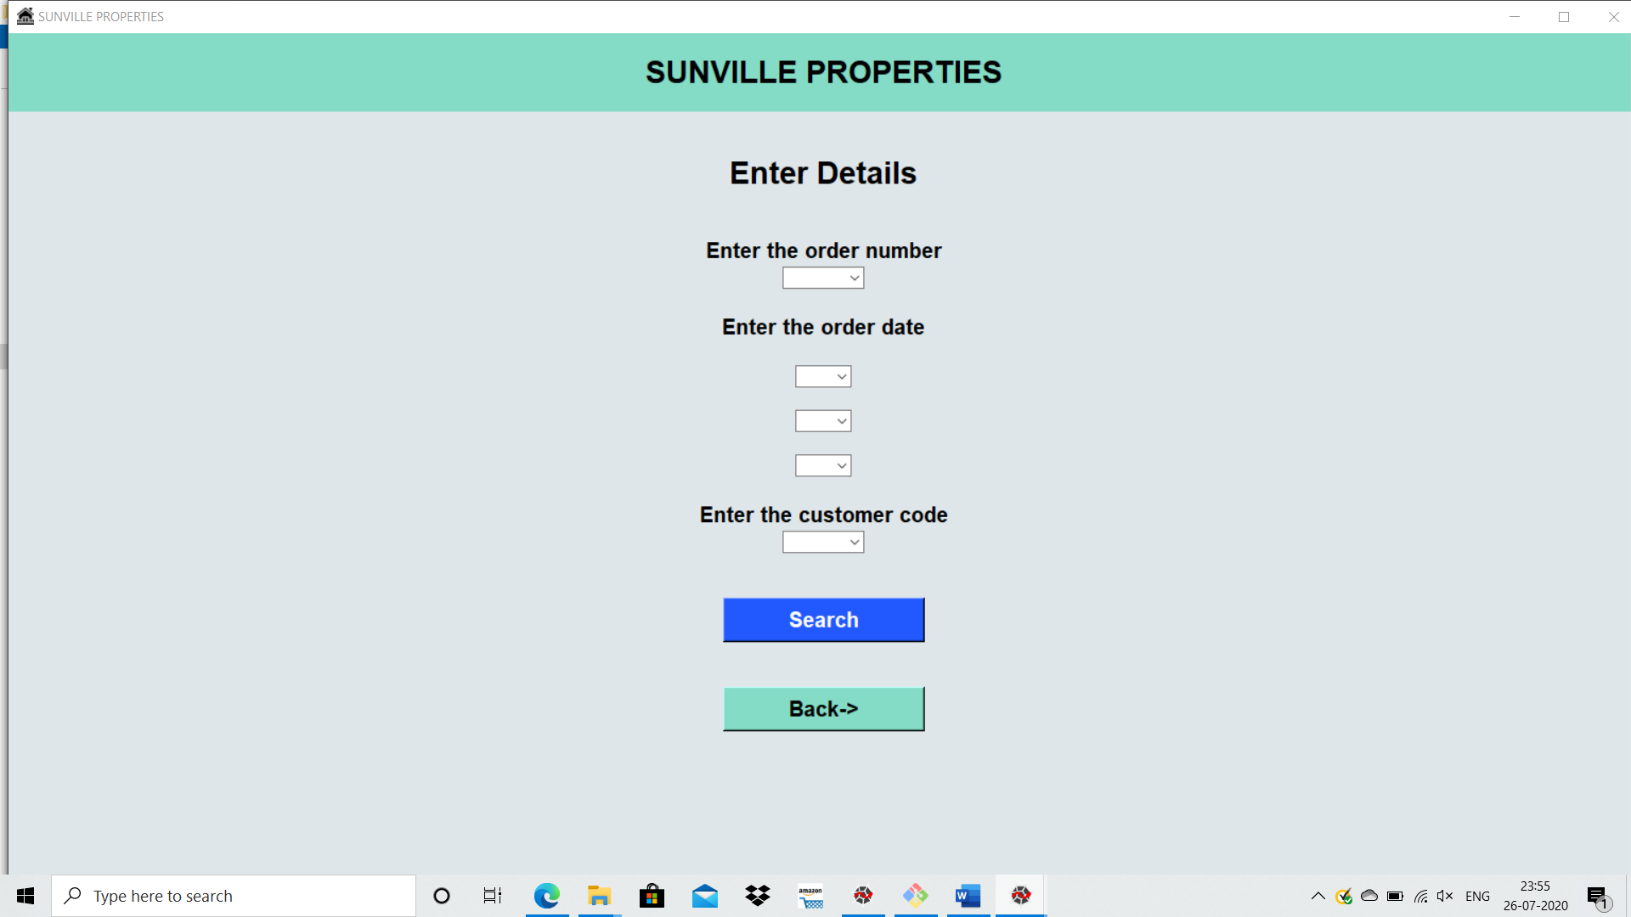 SUNVILLE PROPERTIES
SUNVILLE PROPERTIES
Enter Details
Enter the order number
Enter the order date
Enter the customer code
Search
Back->
Type here to search
amazon
W
ENG
23:55
26-07-2020
1